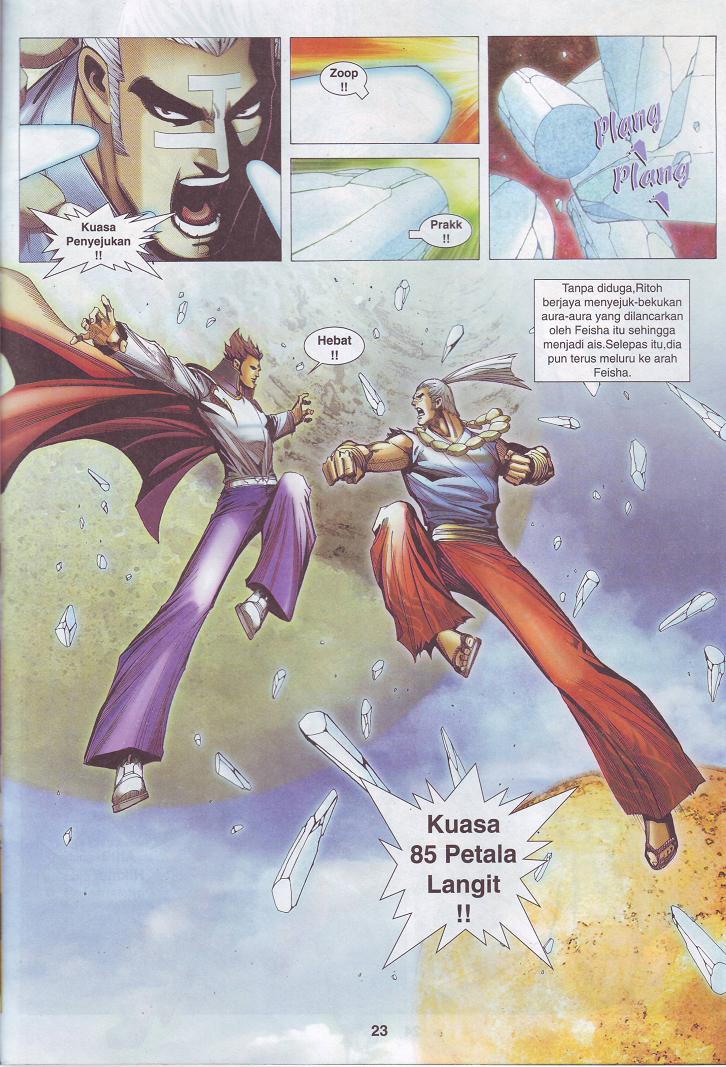 Kuasa
Penyejukan
!!
Zoop
!!
Prakk
!!
Plang
Plang
Tanpa diduga,Ritoh
berjaya menyejuk-bekukan
aura-aura yang dilancarkan
oleh Feisha itu sehingga
menjadi ais.Selepas itu,dia
pun terus meluru ke arah
Feisha.
Hebat
!!
Kuasa
85 Petala
Langit
!!
23